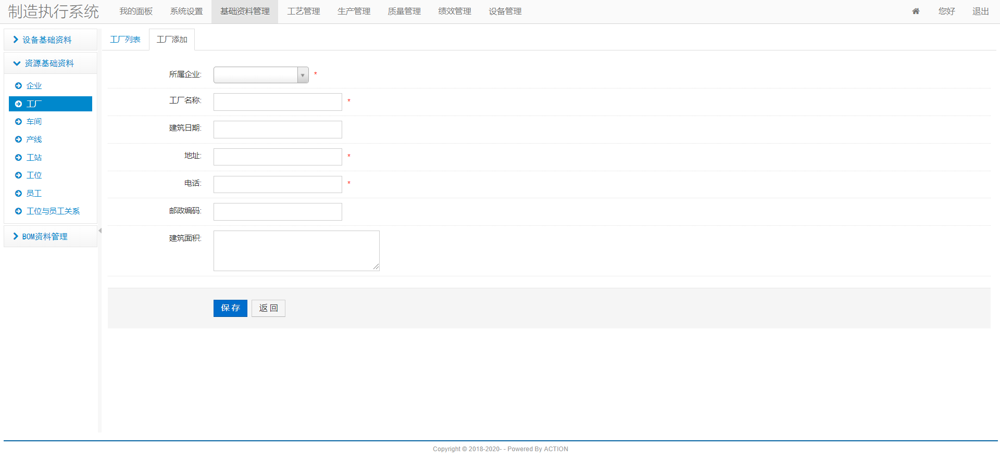 制造执行系统 我的面板 系统设置 基础资料管理 工艺管理 生产管理 质量管理 绩效管理 设备管理 您好 退出
设备基础资料
资源基础资料
企业
工厂
车间
产线
工站
工位
员工
工位与员工关系
BOM资料管理
工厂列表 工厂添加
所属企业: *
工厂名称: *
建筑日期:
地址: *
电话: *
邮政编码:
建筑面积:
保 存 返 回
Copyright © 2018-2020- - Powered By ACTION